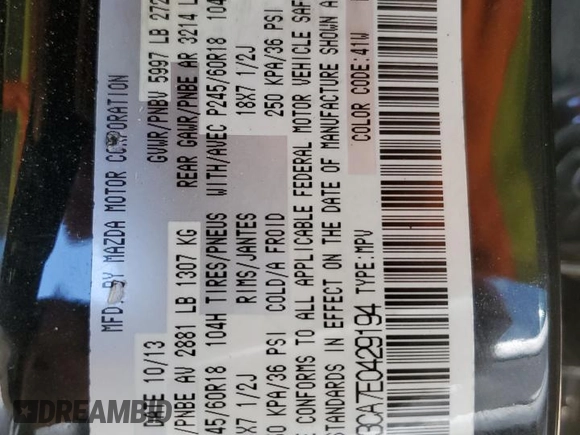 MFD. BY MAZDA MOTOR CORPORATION
10/13 GVWR/PNBV 5997 LB 272
/PNBE AV 2881 LB 1307 KG REAR GAWR/PNBE AR 3214 L
45/60R18 104H TIRES/PNEUS WITH/AVEC P245/60R18 104
X7 1/2J RIMS/JANTES 18X7 1/2J
50 KPA/36 PSI COLD/A FROID 250 KPA/36 PSI
CONFORMS TO ALL APPLICABLE FEDERAL MOTOR VEHICLE SAF
STANDARDS IN EFFECT ON THE DATE OF MANUFACTURE SHOWN A
3CA7E0429194 TYPE:MPV COLOR CODE:41W
DREAMBID